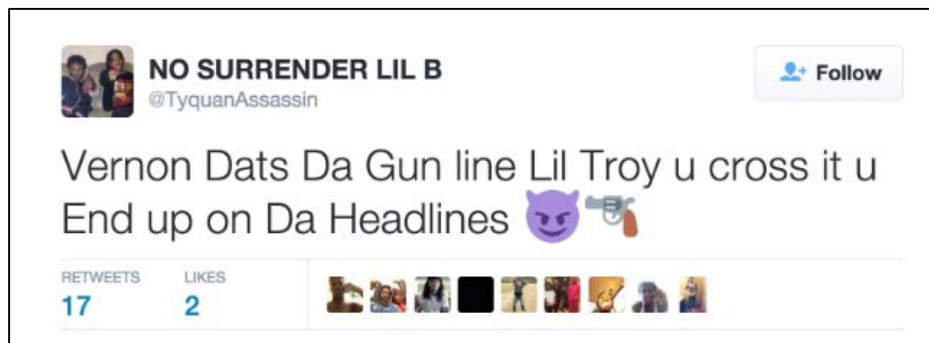 NO SURRENDER LIL B
Follow
@TyquanAssassin
Vernon Dats Da Gun line Lil Troy u cross it u
End up on Da Headlines 😈🔫
RETWEETS LIKES
17 2